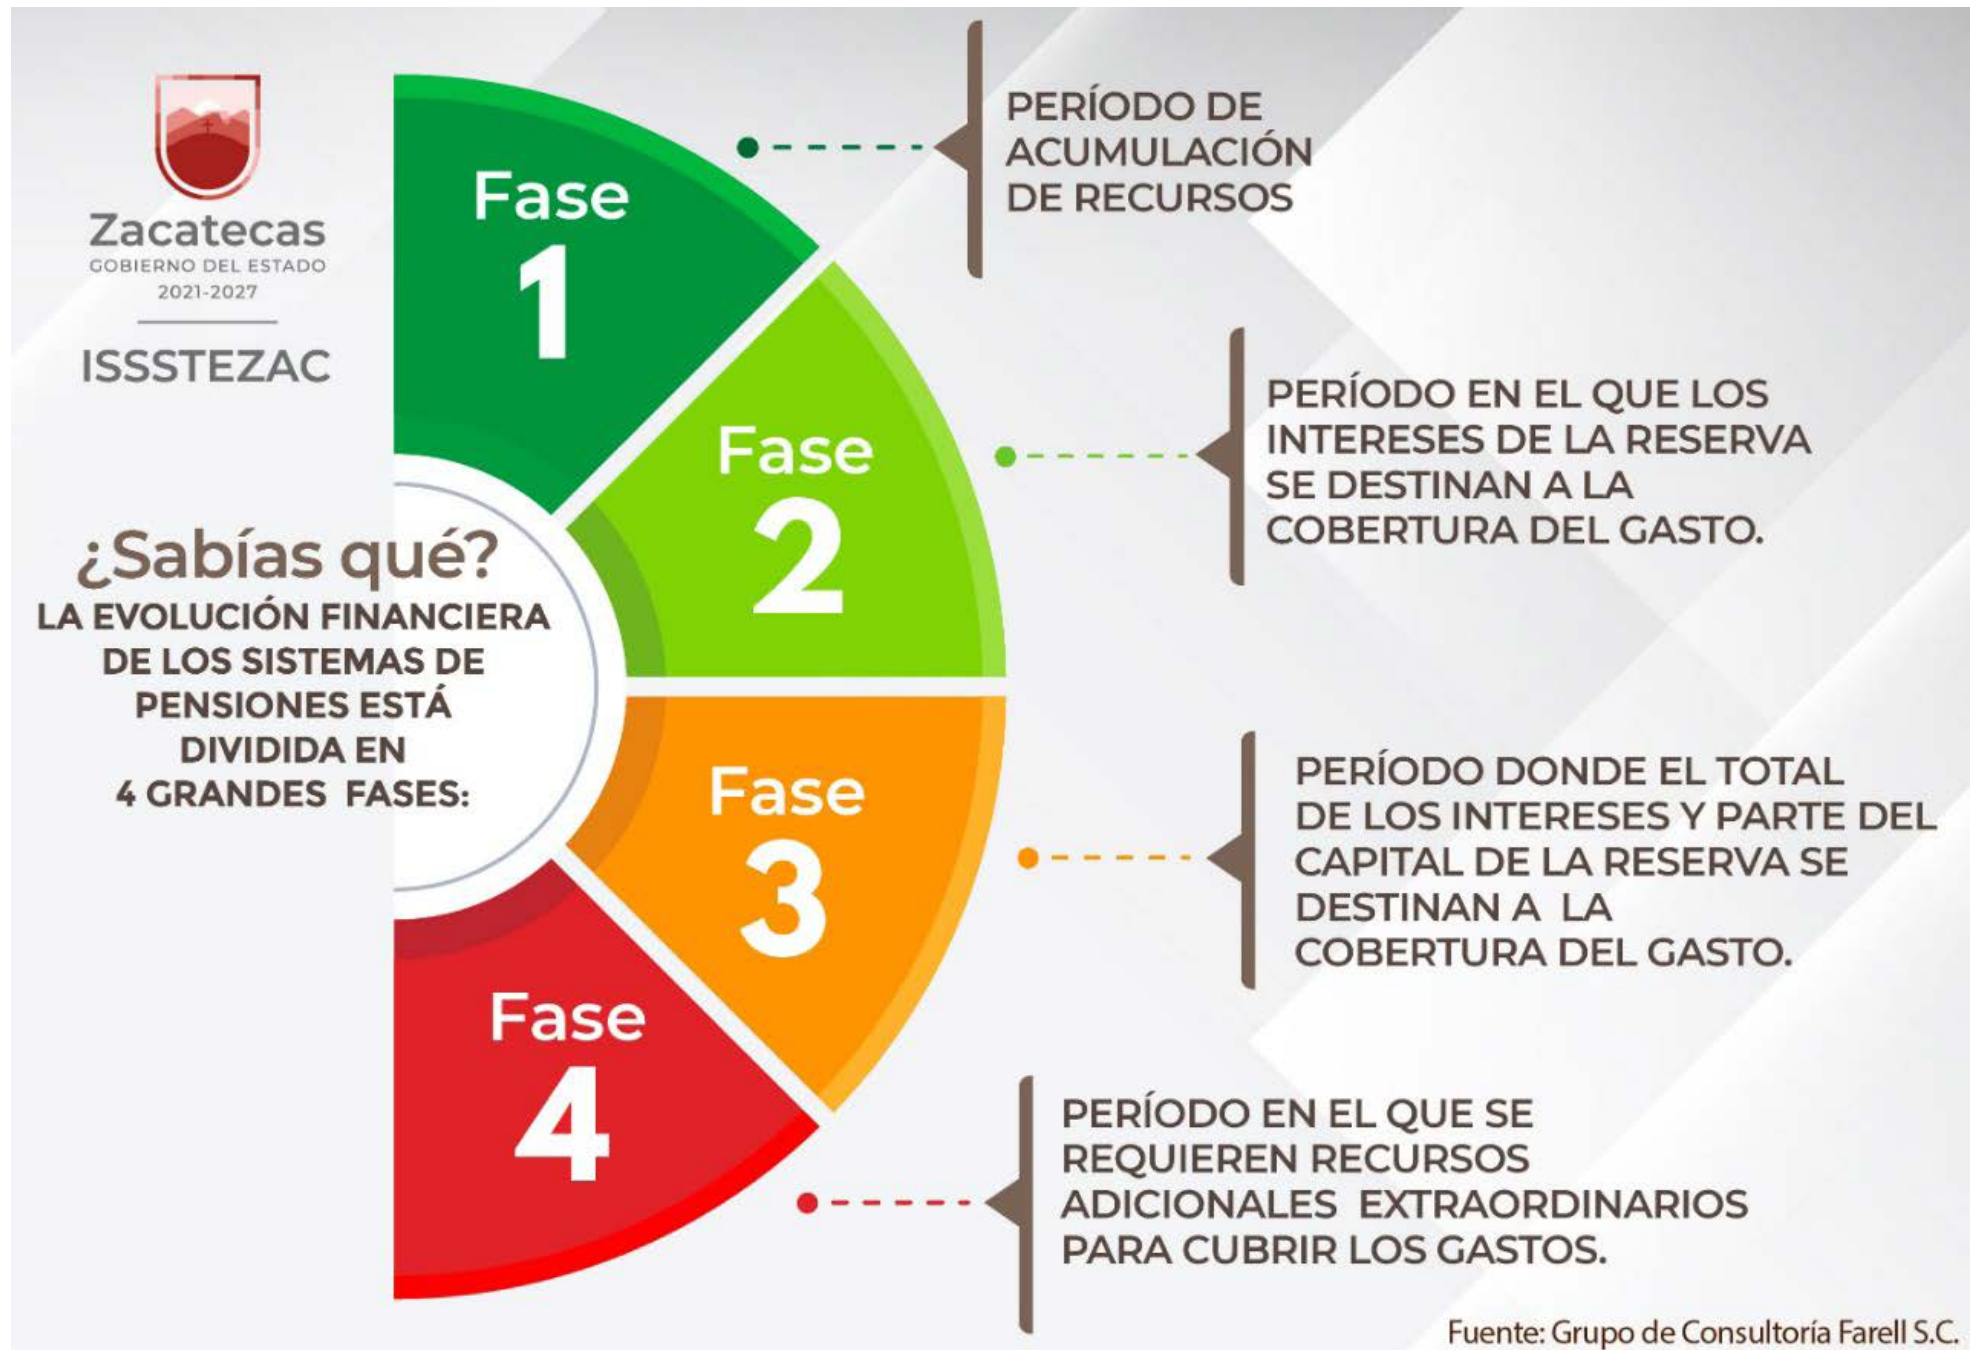 Zacatecas
GOBIERNO DEL ESTADO
2021-2027
ISSSTEZAC
¿Sabías qué?
LA EVOLUCIÓN FINANCIERA
DE LOS SISTEMAS DE
PENSIONES ESTÁ
DIVIDIDA EN
4 GRANDES FASES:
Fase
1
PERÍODO DE
ACUMULACIÓN
DE RECURSOS
Fase
2
PERÍODO EN EL QUE LOS
INTERESES DE LA RESERVA
SE DESTINAN A LA
COBERTURA DEL GASTO.
Fase
3
PERÍODO DONDE EL TOTAL
DE LOS INTERESES Y PARTE DEL
CAPITAL DE LA RESERVA SE
DESTINAN A LA
COBERTURA DEL GASTO.
Fase
4
PERÍODO EN EL QUE SE
REQUIEREN RECURSOS
ADICIONALES EXTRAORDINARIOS
PARA CUBRIR LOS GASTOS.
Fuente: Grupo de Consultoría Farell S.C.